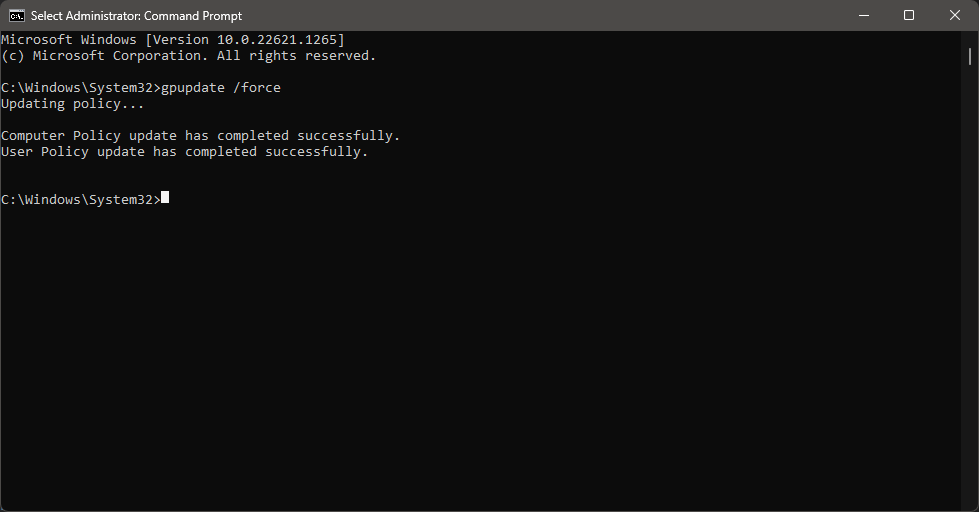 Select Administrator: Command Prompt
Microsoft Windows [Version 10.0.22621.1265]
(c) Microsoft Corporation. All rights reserved.
C:\Windows\System32>gpupdate /force
Updating policy...
Computer Policy update has completed successfully.
User Policy update has completed successfully.
C:\Windows\System32>